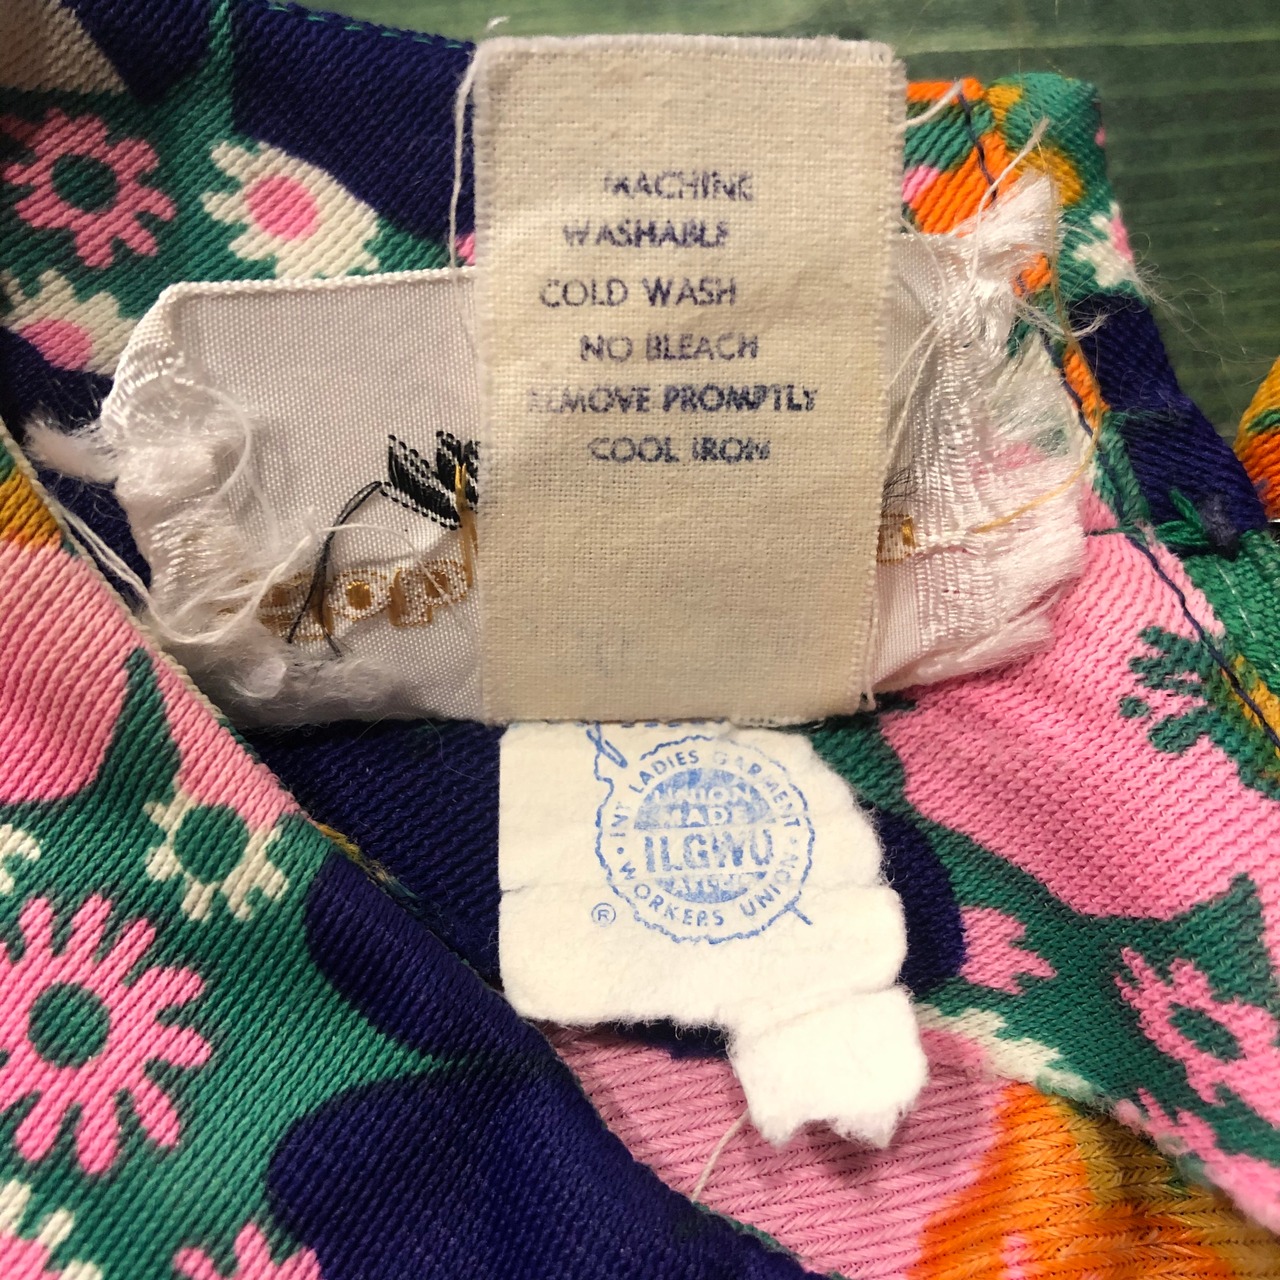 MACHINE
WASHABLE
COLD WASH
NO BLEACH
REMOVE PROMPTLY
COOL IRON
INT LADIES GARMENT
WORKERS UNION
UNION
MADE
ILGWU
®